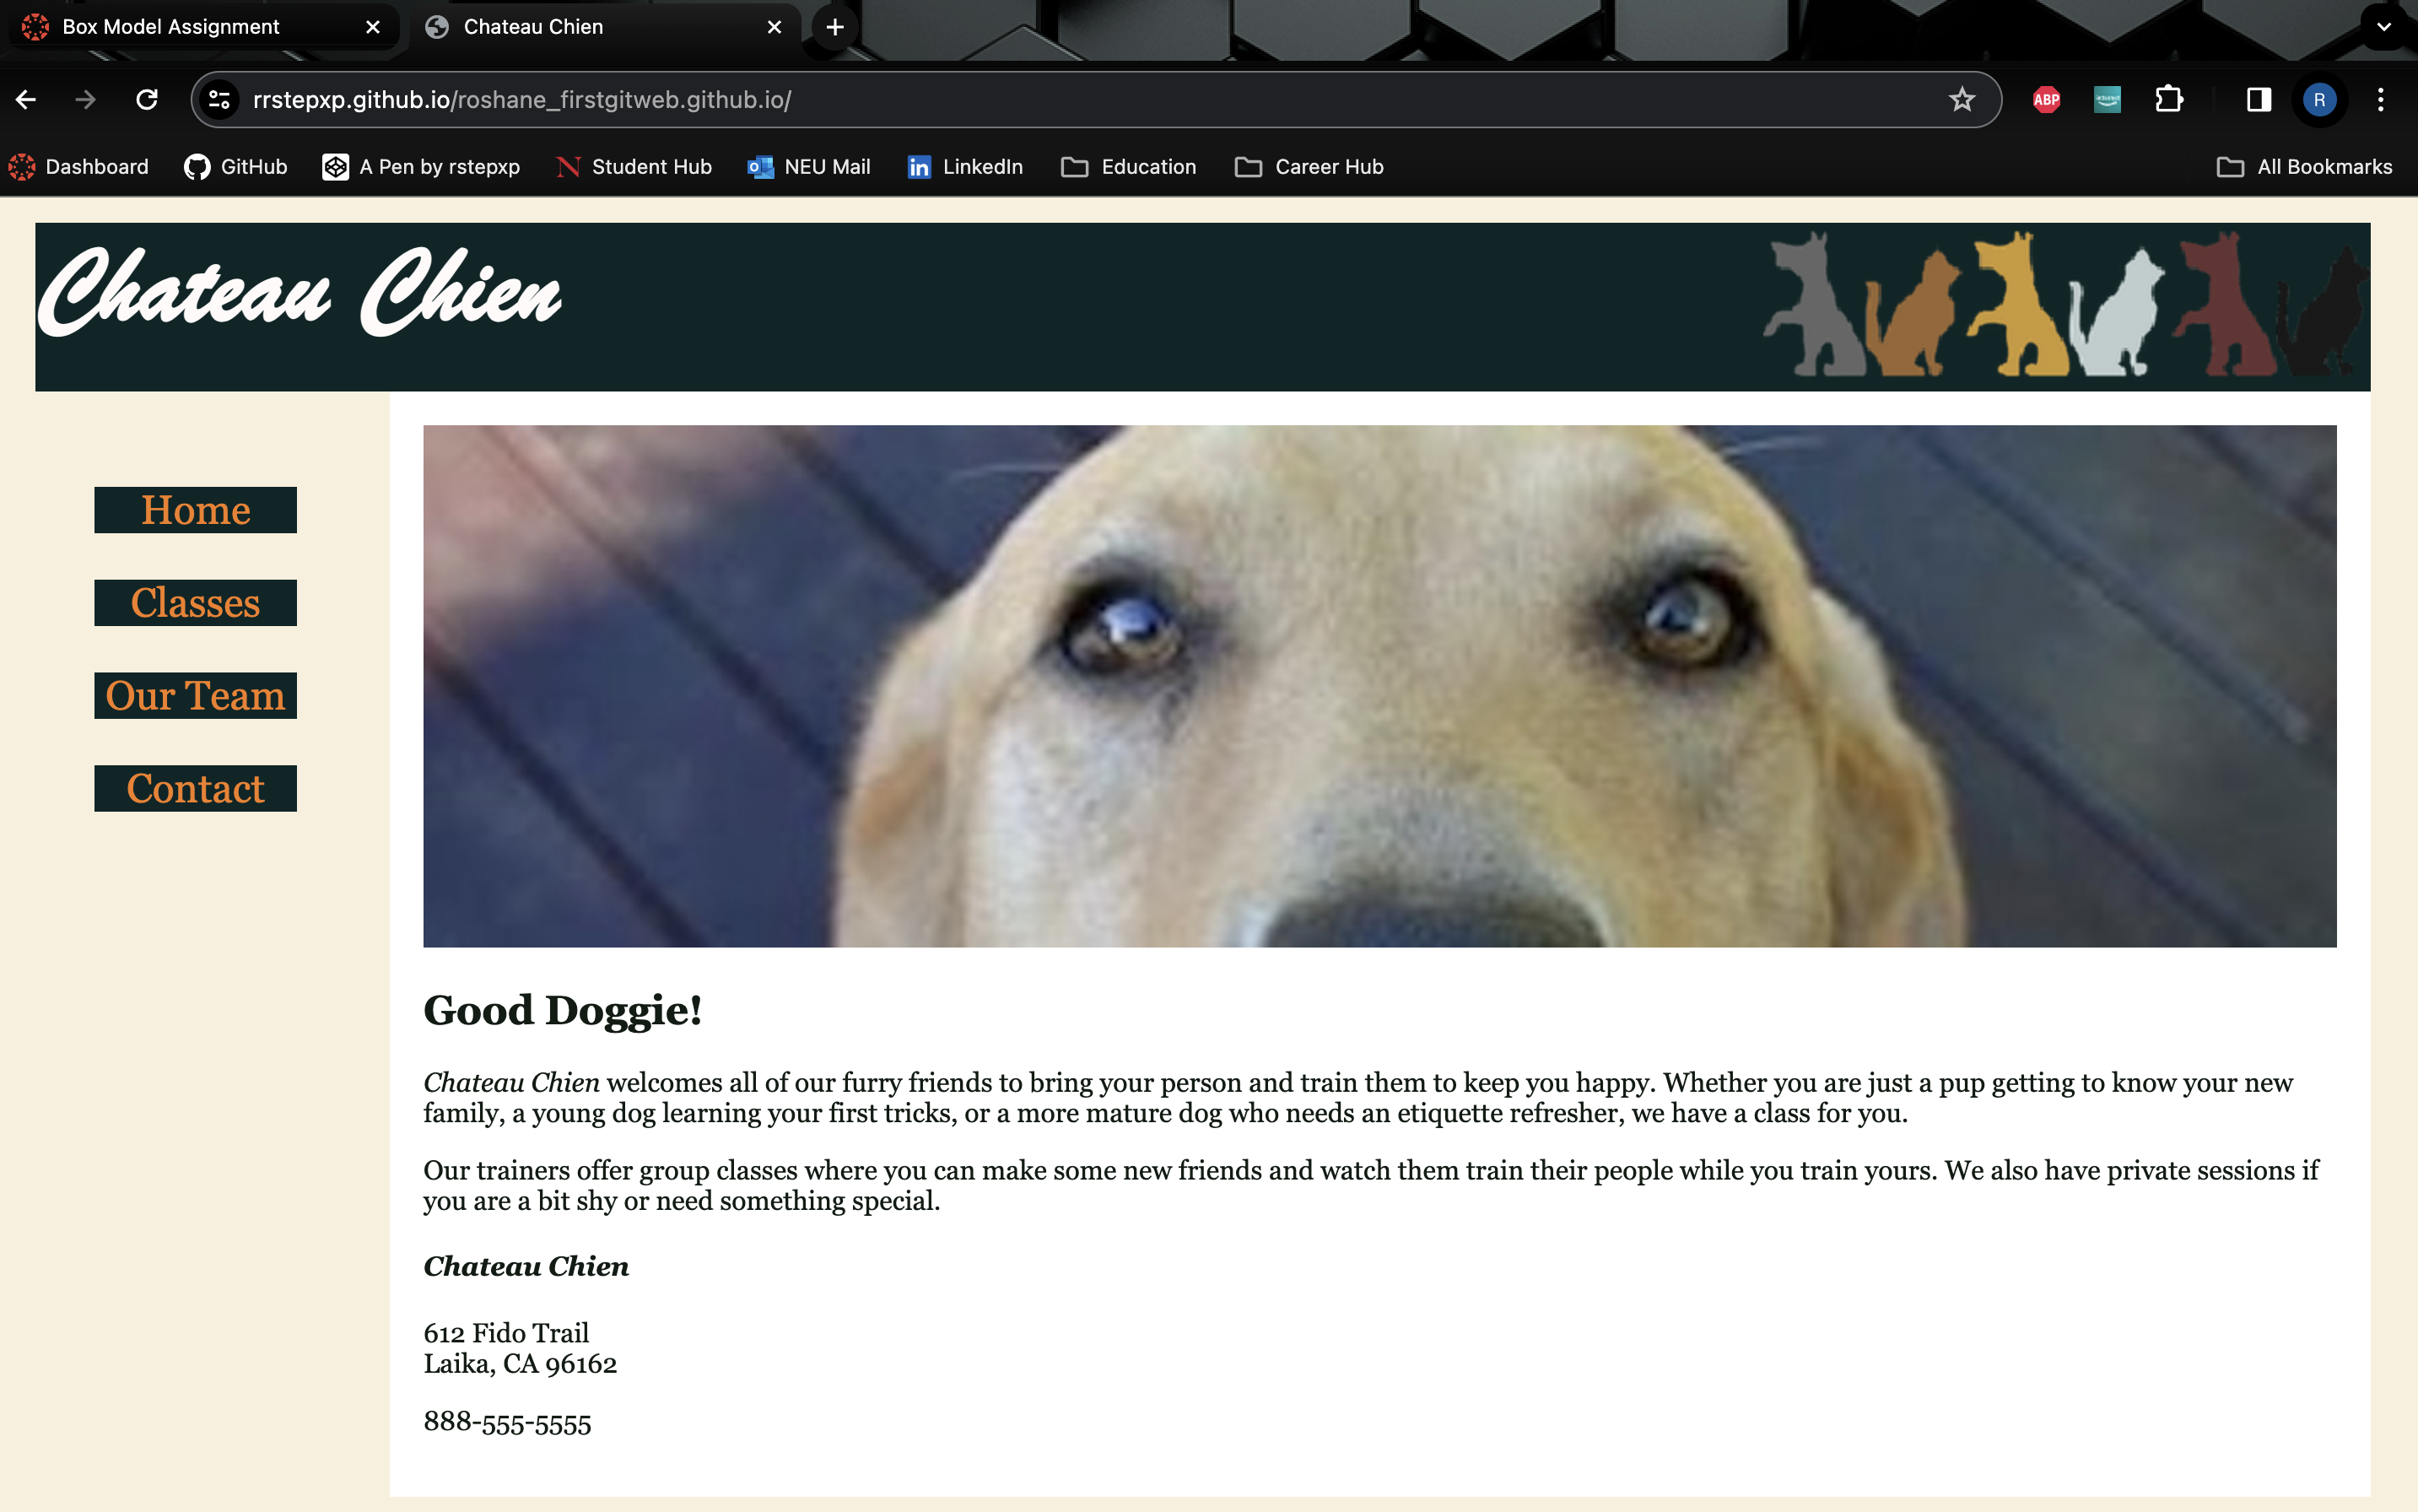 Box Model Assignment
Chateau Chien
rrstepxp.github.io/roshane_firstgitweb.github.io/
ABP
R
Dashboard
GitHub
A Pen by rstepxp
Student Hub
NEU Mail
LinkedIn
Education
Career Hub
All Bookmarks
Chateau Chien
Home
Classes
Our Team
Contact
Good Doggie!
Chateau Chien welcomes all of our furry friends to bring your person and train them to keep you happy. Whether you are just a pup getting to know your new
family, a young dog learning your first tricks, or a more mature dog who needs an etiquette refresher, we have a class for you.
Our trainers offer group classes where you can make some new friends and watch them train their people while you train yours. We also have private sessions if
you are a bit shy or need something special.
Chateau Chien
612 Fido Trail
Laika, CA 96162
888-555-5555